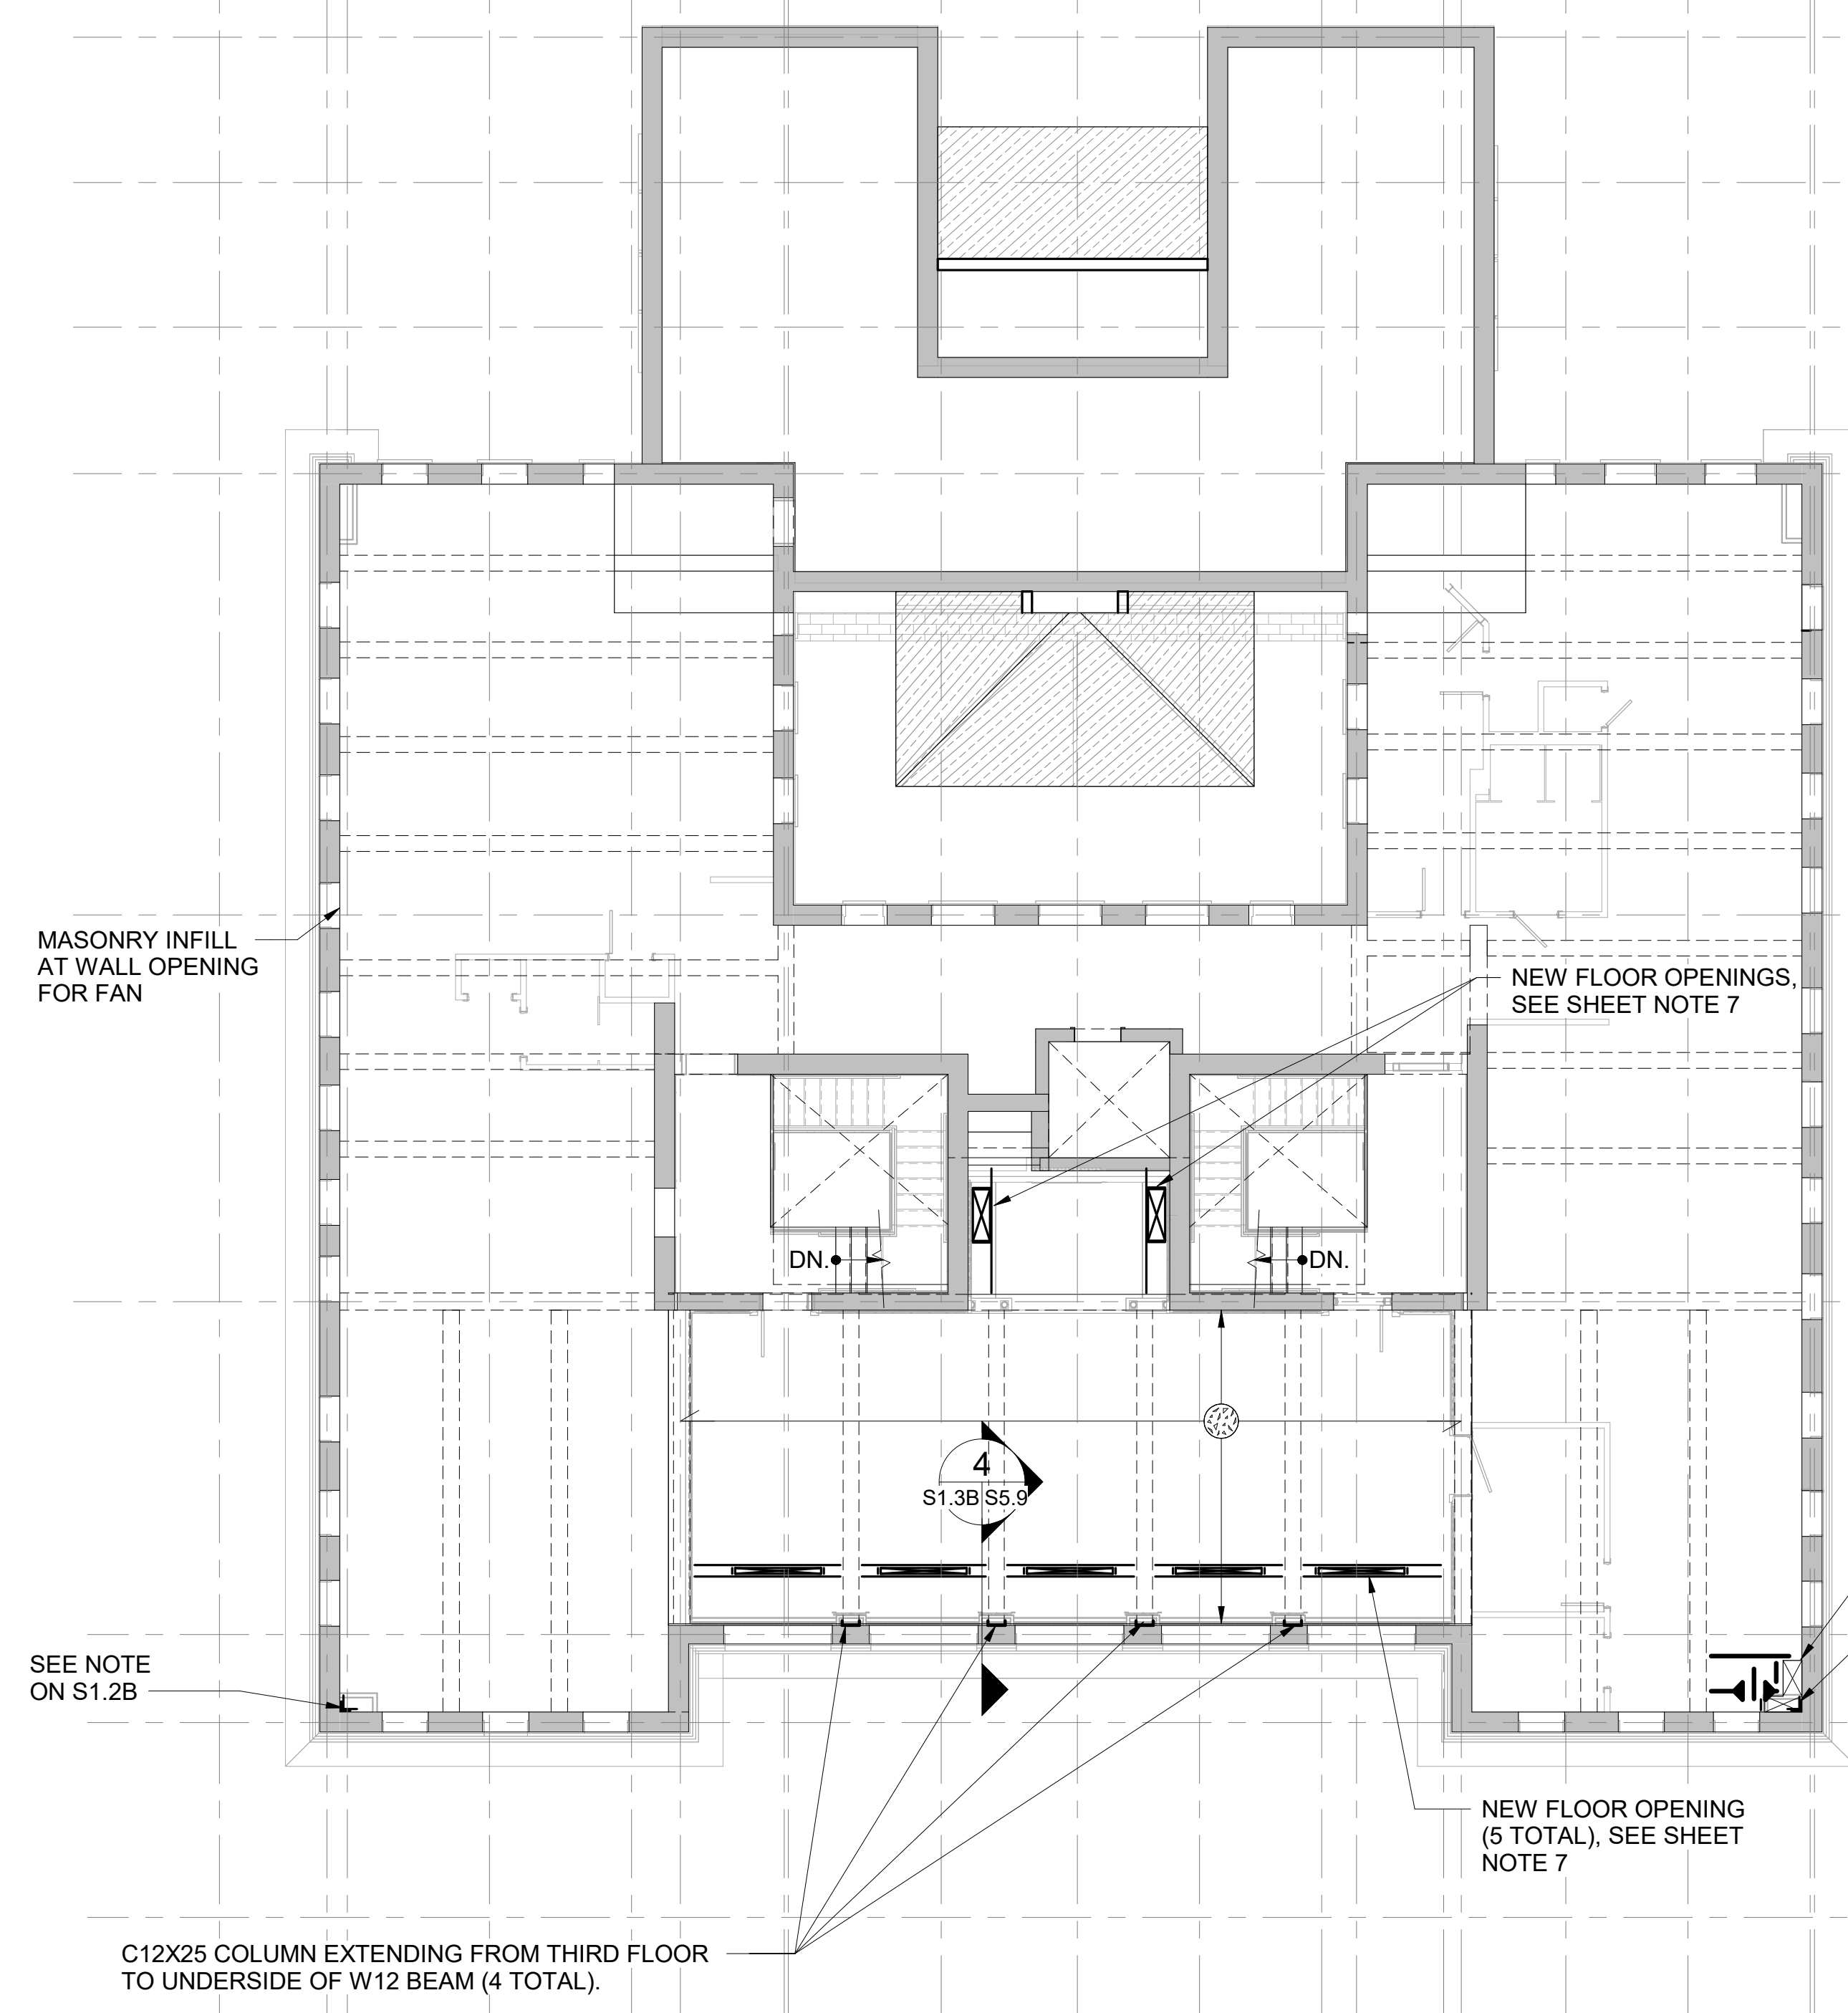 MASONRY INFILL
AT WALL OPENING
FOR FAN
NEW FLOOR OPENINGS,
SEE SHEET NOTE 7
DN.
DN.
4
S1.3B S5.9
SEE NOTE
ON S1.2B
NEW FLOOR OPENING
(5 TOTAL), SEE SHEET
NOTE 7
C12X25 COLUMN EXTENDING FROM THIRD FLOOR
TO UNDERSIDE OF W12 BEAM (4 TOTAL).